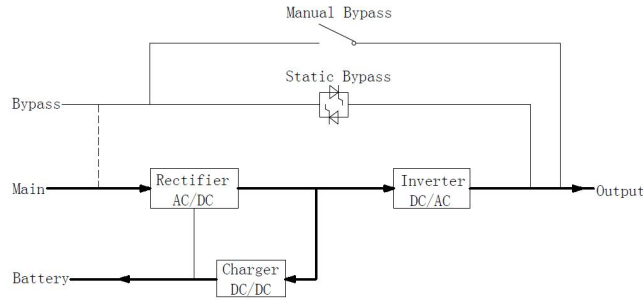 Manual Bypass
Static Bypass
Bypass
Main
Rectifier
AC/DC
Inverter
DC/AC
Output
Battery
Charger
DC/DC